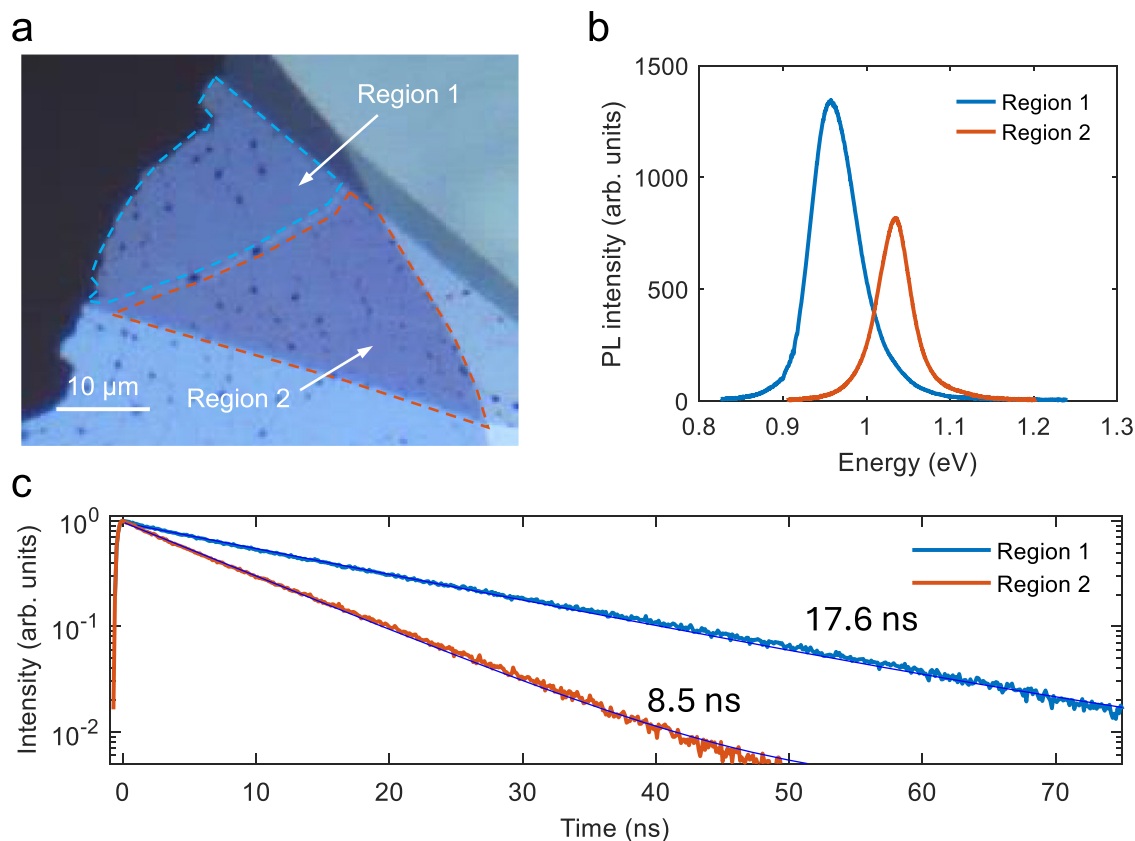 a
Region 1
Region 2
10 μm
b
PL intensity (arb. units)
1500
1000
500
0
0.8 0.9 1 1.1 1.2 1.3
Energy (eV)
Region 1
Region 2
c
Intensity (arb. units)
10^0
10^-1
10^-2
Region 1
Region 2
17.6 ns
8.5 ns
0 10 20 30 40 50 60 70
Time (ns)